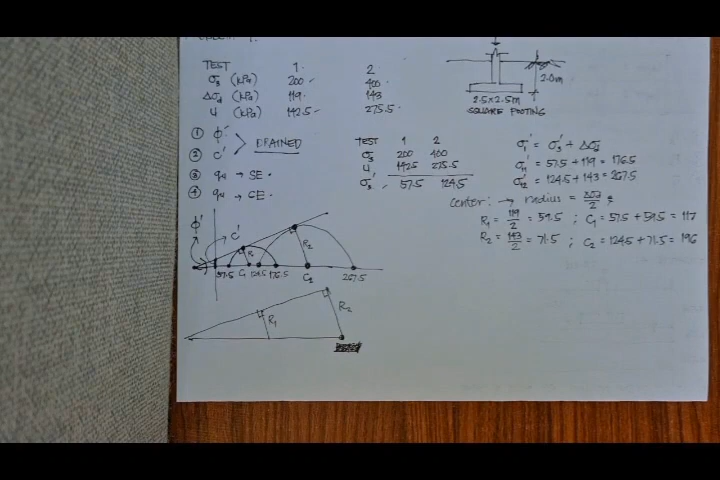 TEST 1. 2
σ3 (kPa) 200 400
Δσd (kPa) 119. 143
u (kPa) 142.5 275.5
2.0m
2.5×2.5m
SQUARE FOOTING
① φ'.
② c'
DRAINED
③ qu → SE.
④ qu → CE.
TEST 1 2
σ3 200 400
u 142.5 275.5
σ3' 57.5 124.5
σ1' = σ3' + Δσd
σ11' = 57.5 + 119 = 176.5
σ12' = 124.5 + 143 = 267.5
center: → radius = Δσd/2
R1 = 119/2 = 59.5 ; C1 = 57.5 + 59.5 = 117
R2 = 143/2 = 71.5 ; C2 = 124.5 + 71.5 = 196
φ' c' R1 R2
57.5 C1 124.5 176.5 C2 267.5
R1 R2